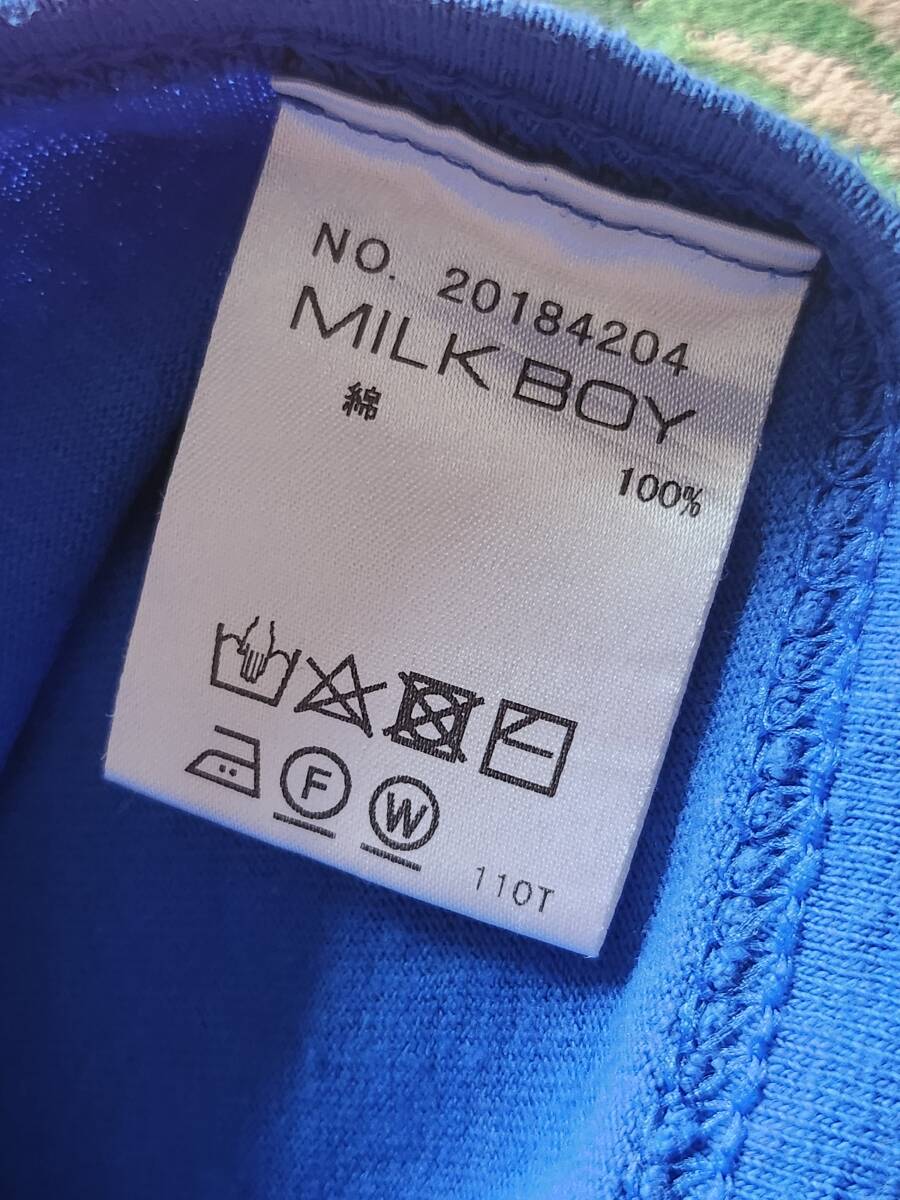 NO. 20184204
MILK BOY
綿
100%
F
W
110T